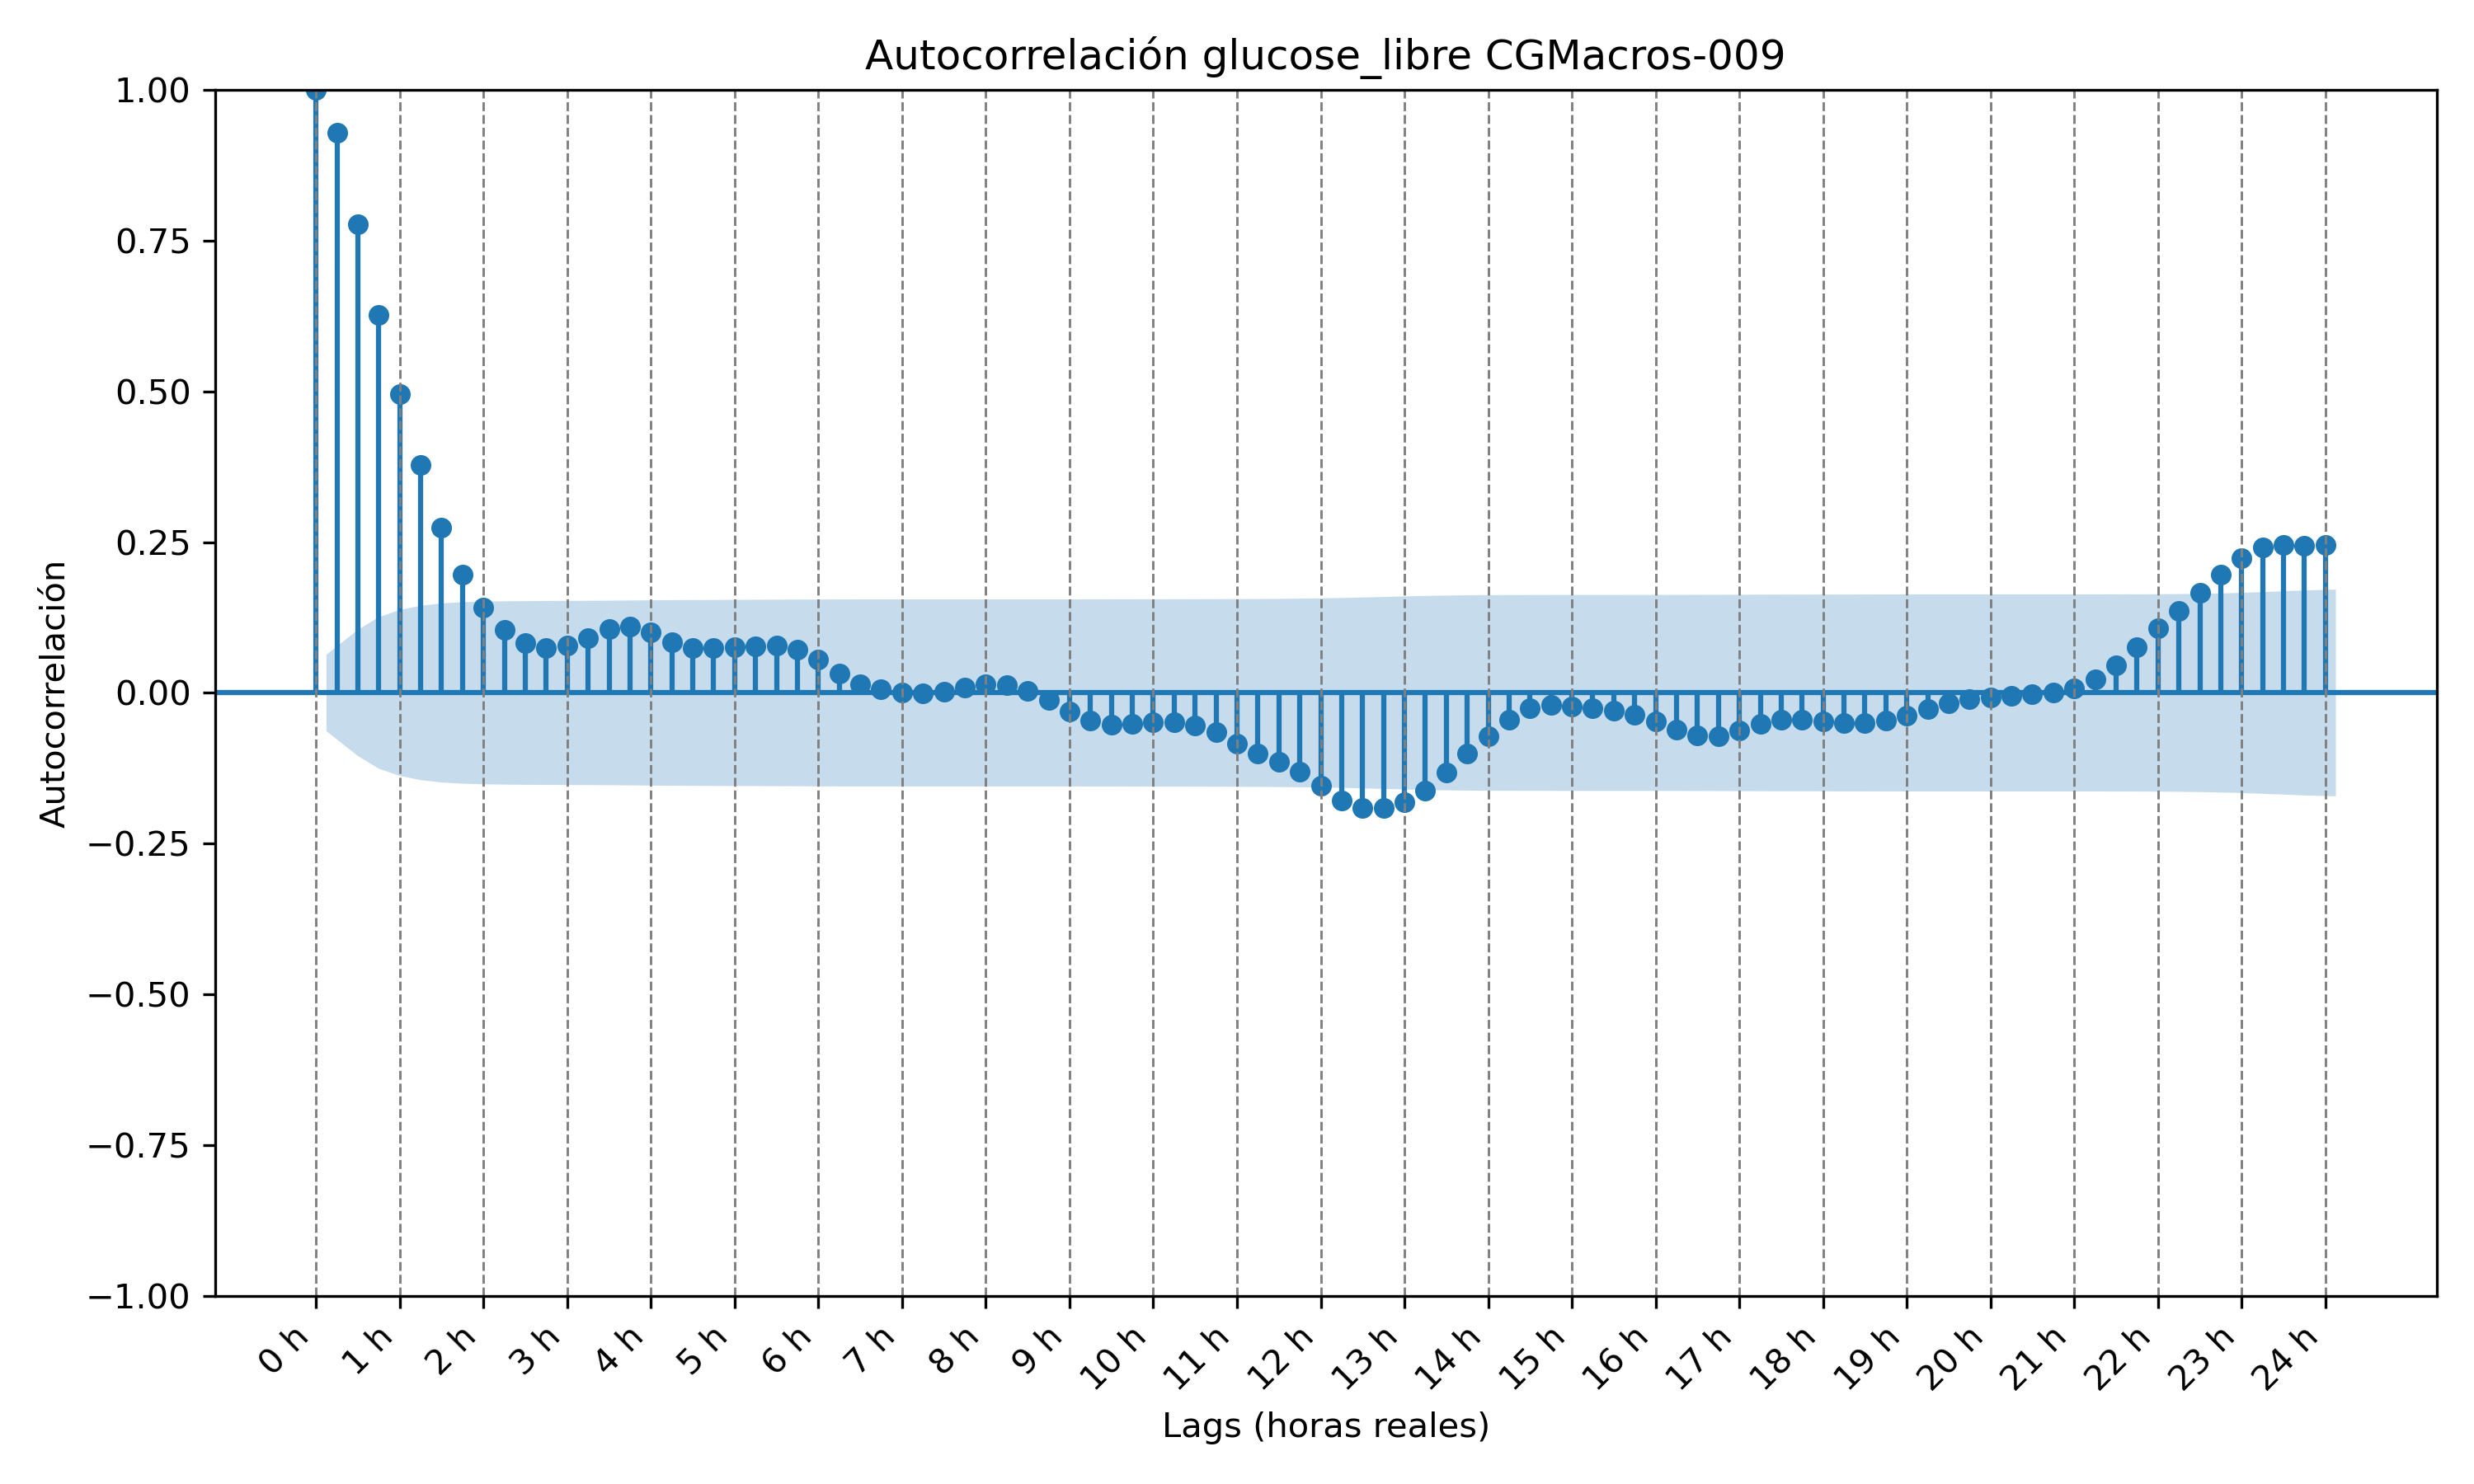 Autocorrelación glucose_libre CGMacros-009
Autocorrelación
1.00
0.75
0.50
0.25
0.00
−0.25
−0.50
−0.75
−1.00
0 h
1 h
2 h
3 h
4 h
5 h
6 h
7 h
8 h
9 h
10 h
11 h
12 h
13 h
14 h
15 h
16 h
17 h
18 h
19 h
20 h
21 h
22 h
23 h
24 h
Lags (horas reales)